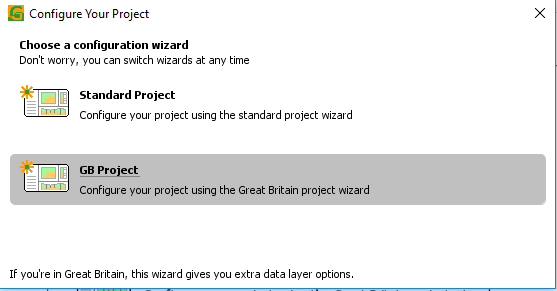 Configure Your Project
Choose a configuration wizard
Don't worry, you can switch wizards at any time
Standard Project
Configure your project using the standard project wizard
GB Project
Configure your project using the Great Britain project wizard
If you're in Great Britain, this wizard gives you extra data layer options.